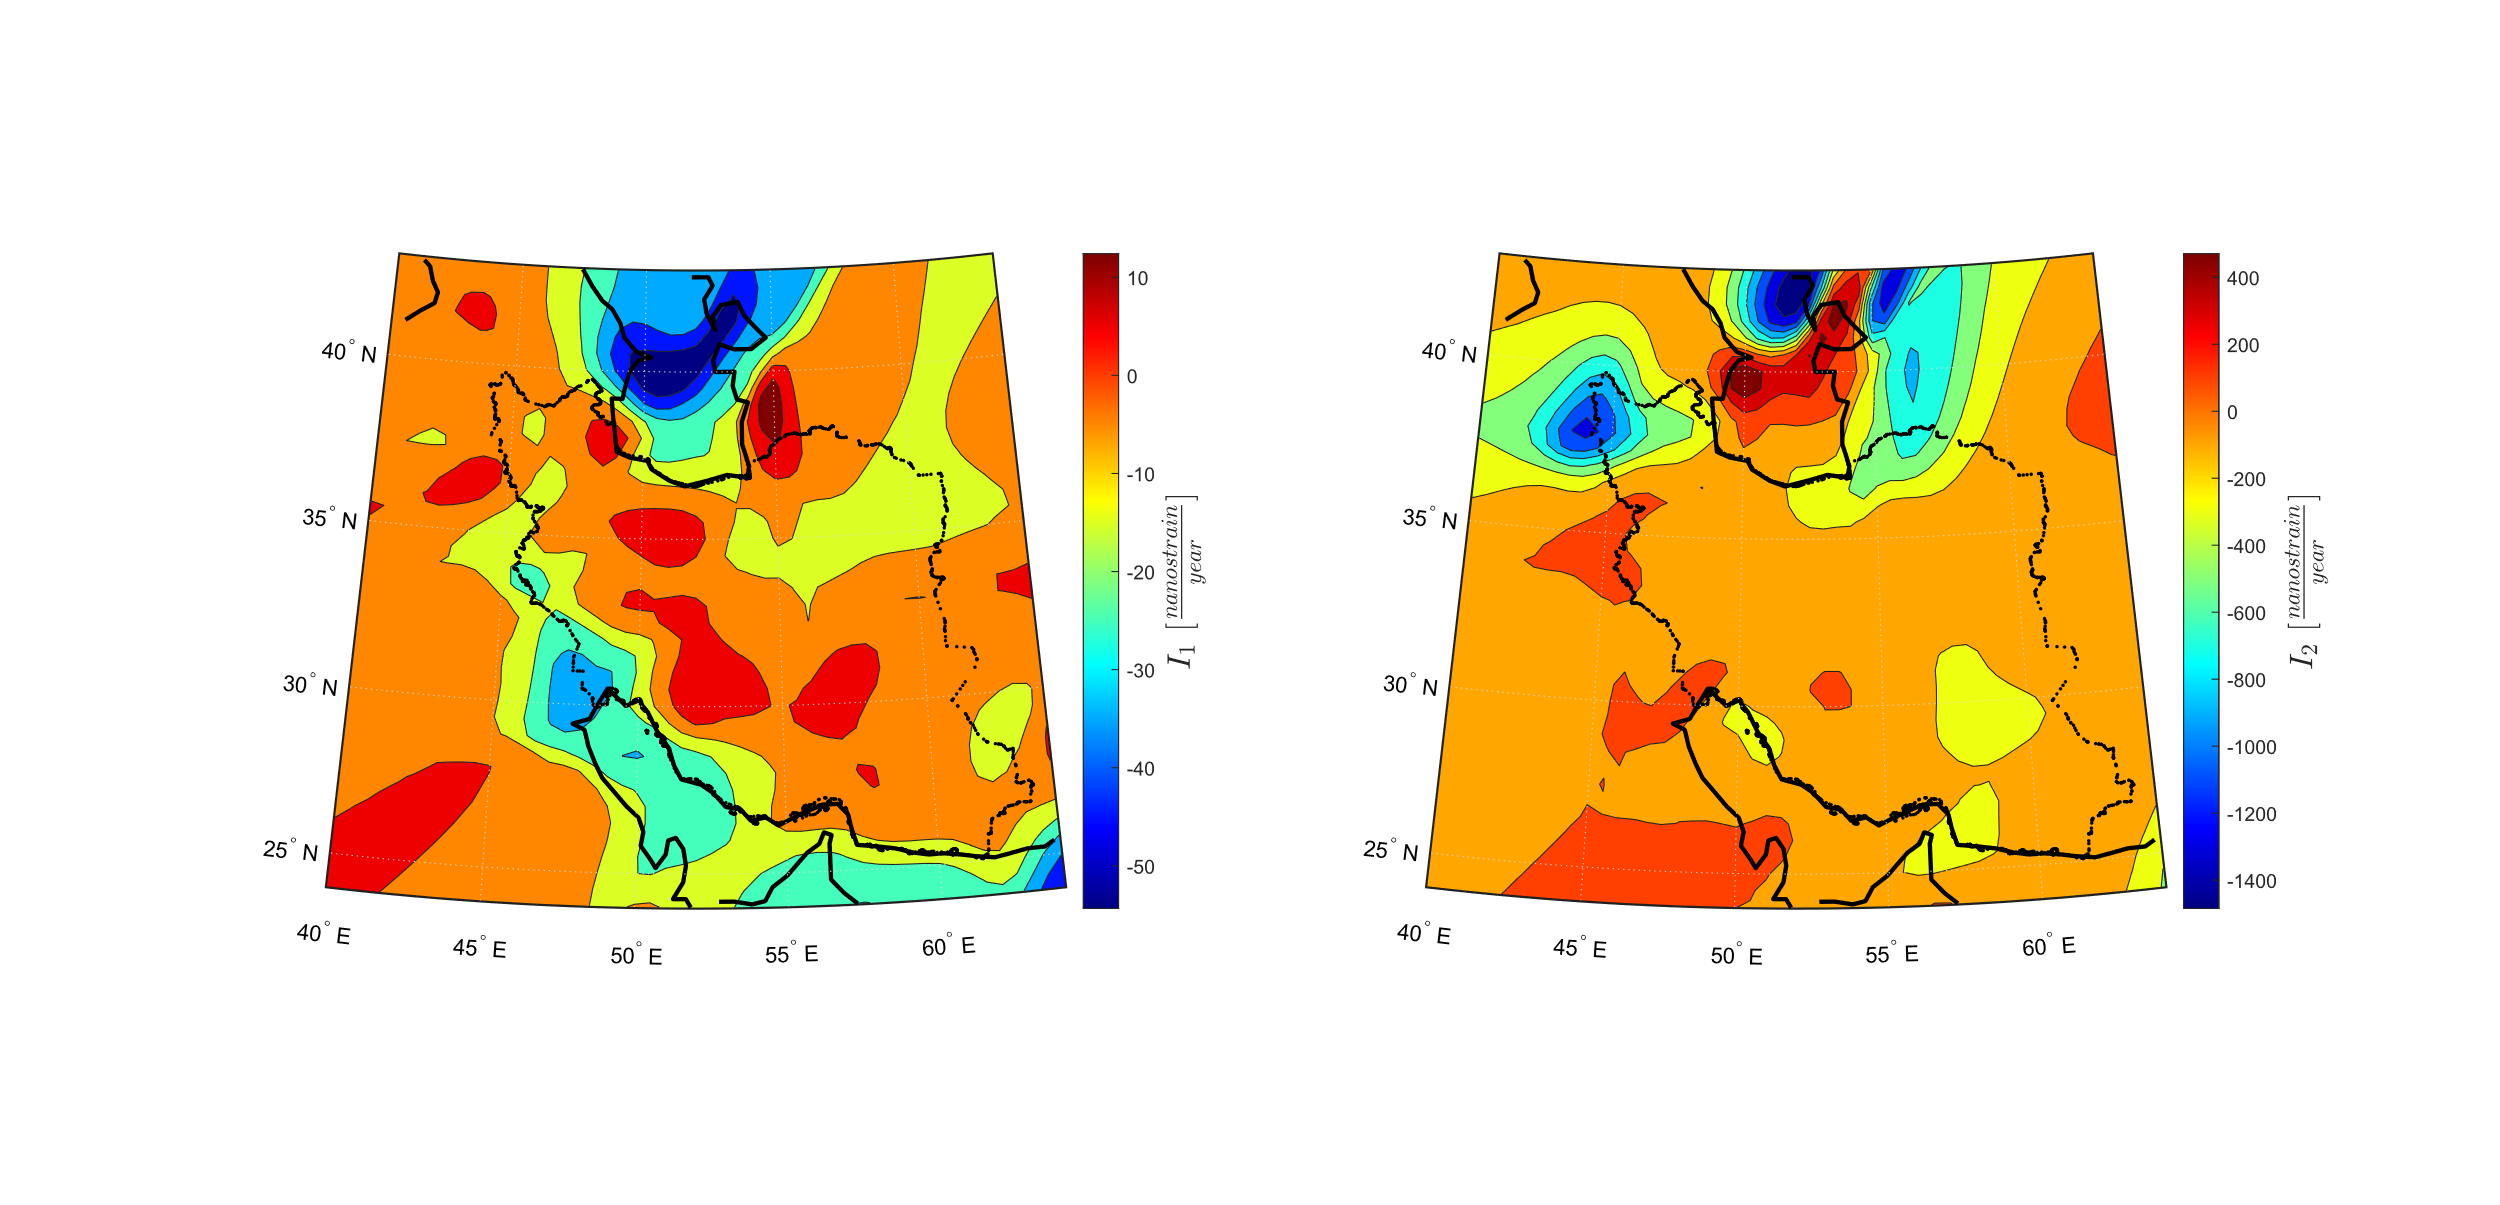 40° N
35° N
30° N
25° N
40° E
45° E
50° E
55° E
60° E
10
0
-10
-20
-30
-40
-50
I₁ [nanostrain/year]
40° N
35° N
30° N
25° N
40° E
45° E
50° E
55° E
60° E
400
200
0
-200
-400
-600
-800
-1000
-1200
-1400
I₂ [nanostrain/year]